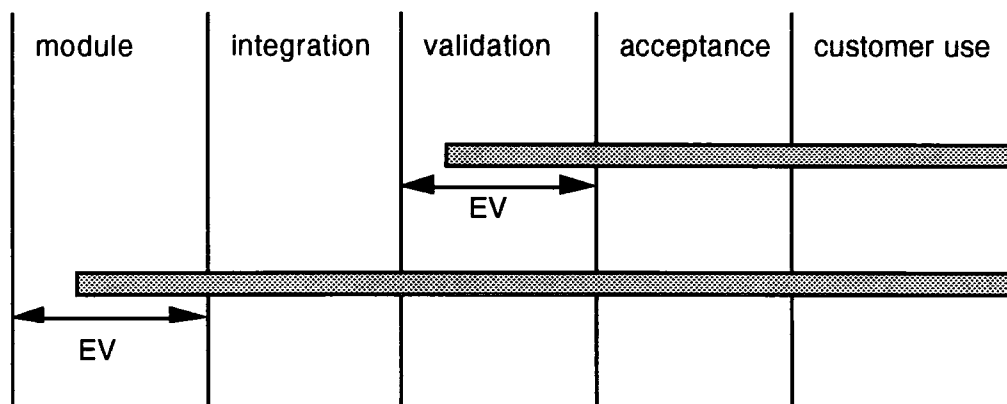 module integration validation acceptance customer use
EV
EV